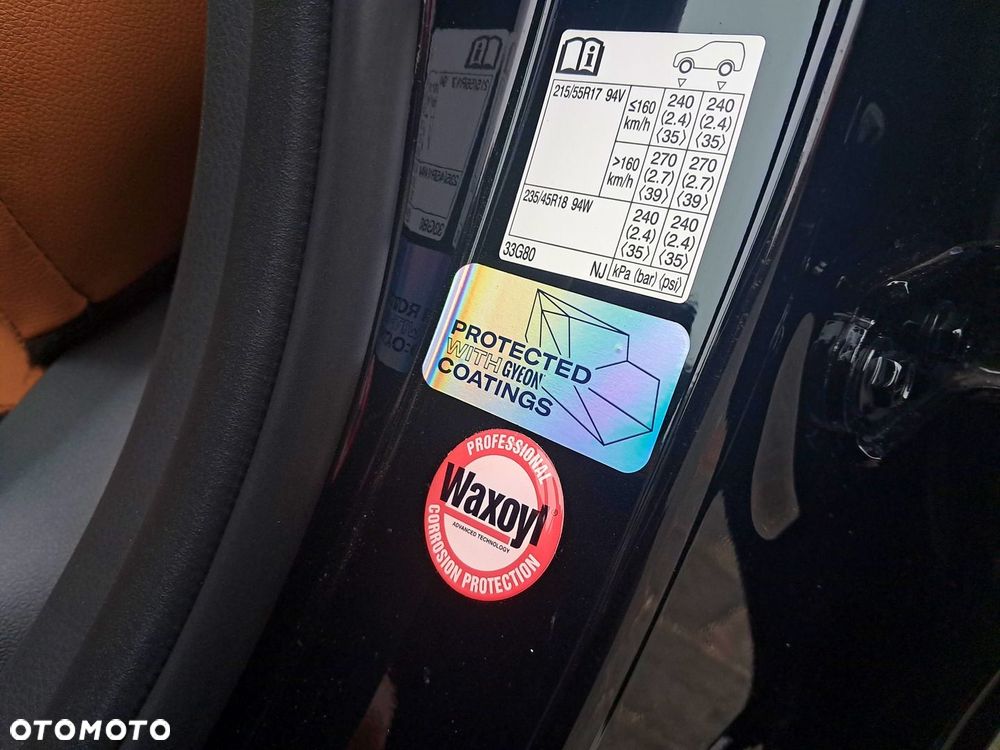 215/55R17 94V ≤160 km/h 240 (2.4) ⟨35⟩ 240 (2.4) ⟨35⟩
>160 km/h 270 (2.7) ⟨39⟩ 270 (2.7) ⟨39⟩
235/45R18 94W 240 (2.4) ⟨35⟩ 240 (2.4) ⟨35⟩
33G80 NJ kPa (bar) ⟨psi⟩
PROTECTED
WITH GYEON
COATINGS
PROFESSIONAL
Waxoyl
ADVANCED TECHNOLOGY
CORROSION PROTECTION
OTOMOTO